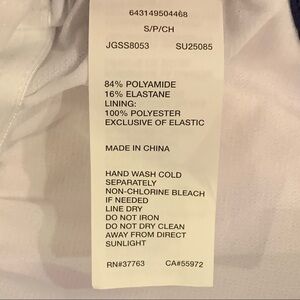 643149504468
S/P/CH
JGSS8053 SU25085
84% POLYAMIDE
16% ELASTANE
LINING:
100% POLYESTER
EXCLUSIVE OF ELASTIC
MADE IN CHINA
HAND WASH COLD
SEPARATELY
NON-CHLORINE BLEACH
IF NEEDED
LINE DRY
DO NOT IRON
DO NOT DRY CLEAN
AWAY FROM DIRECT
SUNLIGHT
RN#37763 CA#55972